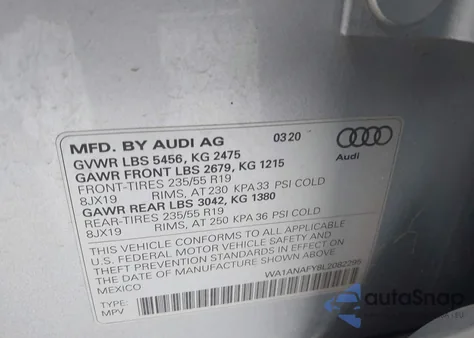 MFD. BY AUDI AG 03 20
GVWR LBS 5456, KG 2475
GAWR FRONT LBS 2679, KG 1215
FRONT-TIRES 235/55 R19
8JX19 RIMS, AT 230 KPA 33 PSI COLD
GAWR REAR LBS 3042, KG 1380
REAR-TIRES 235/55 R19
8JX19 RIMS, AT 250 KPA 36 PSI COLD
Audi
THIS VEHICLE CONFORMS TO ALL APPLICABLE
U.S.A. FEDERAL MOTOR VEHICLE SAFETY AND
THEFT PREVENTION STANDARDS IN EFFECT ON
THE DATE OF MANUFACTURE SHOWN ABOVE.
MEXICO
WA1ANAFY8L2082295
TYPE:
MPV
autoSnap